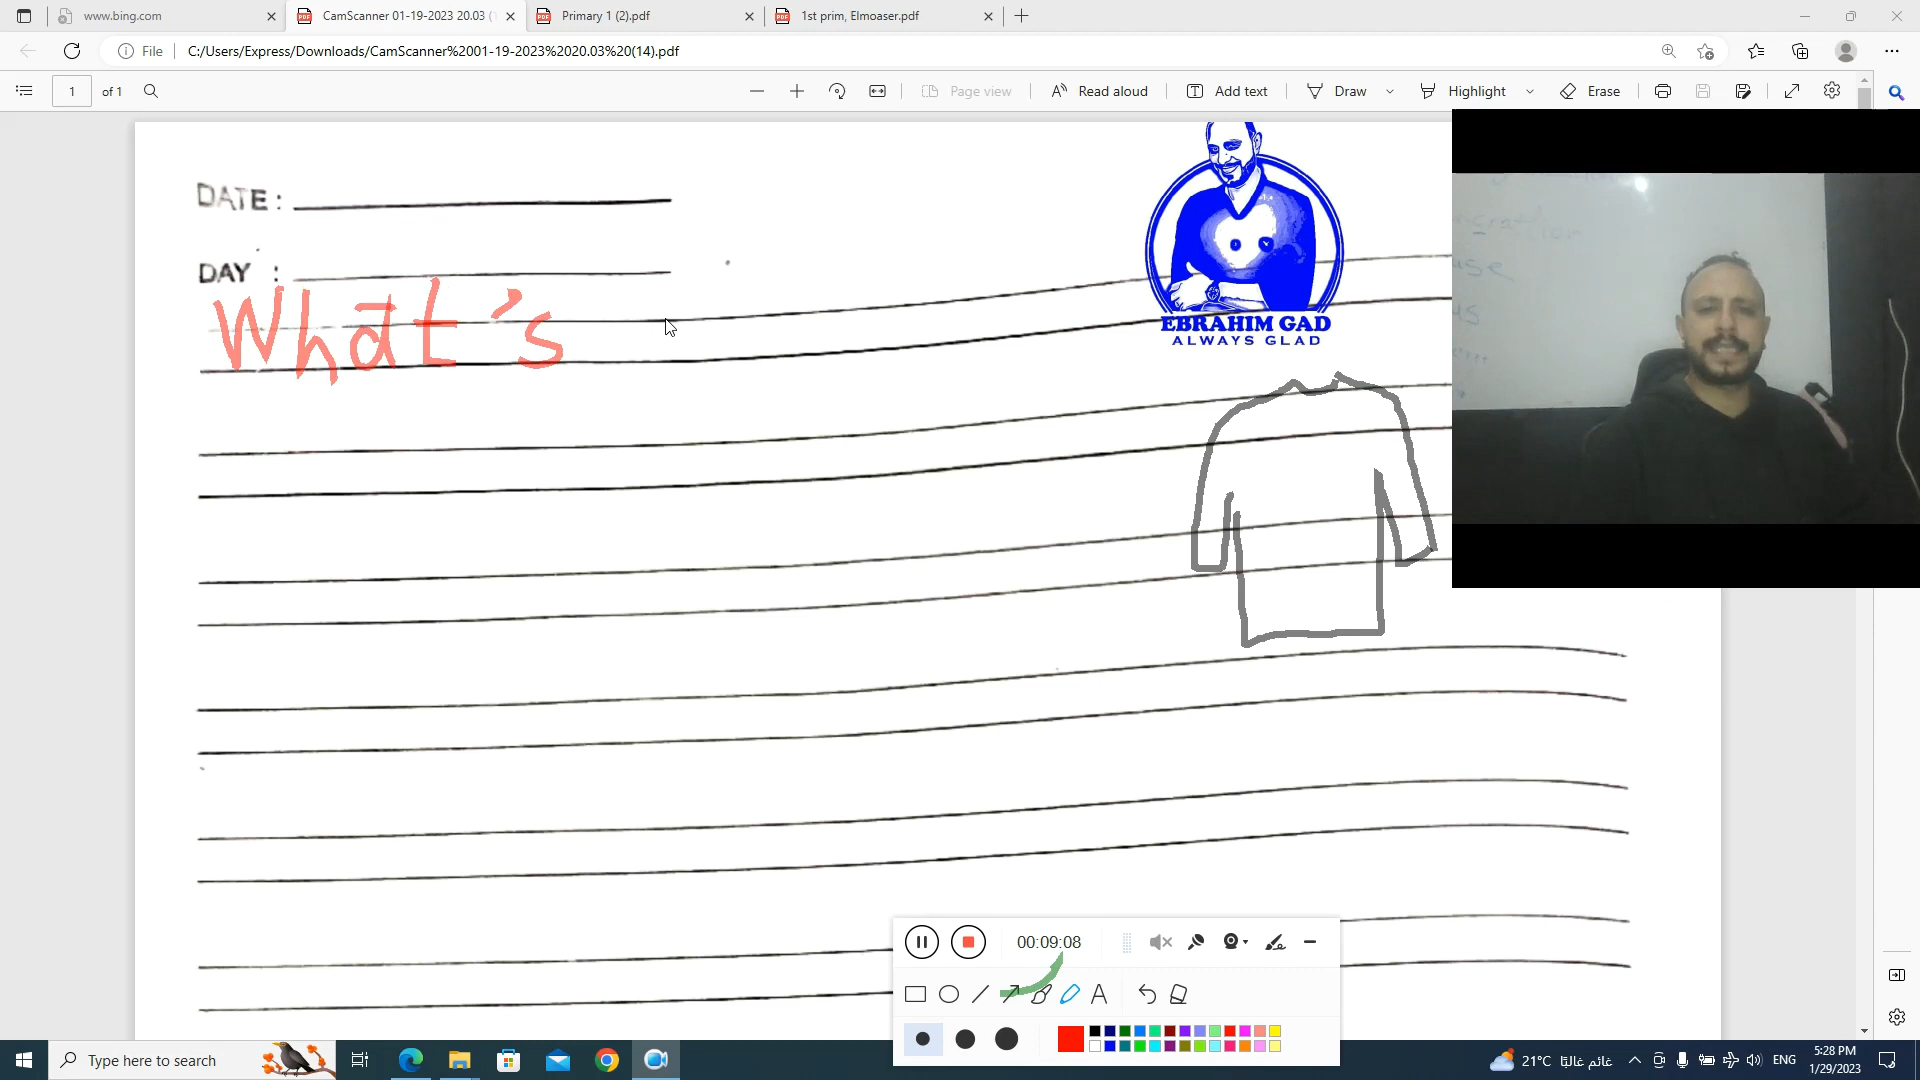 www.bing.com
CamScanner 01-19-2023 20.03 (
Primary 1 (2).pdf
1st prim, Elmoaser.pdf
File
C:/Users/Express/Downloads/CamScanner%2001-19-2023%2020.03%20(14).pdf
1 of 1
Page view
Read aloud
Add text
Draw
Highlight
Erase
DATE :
DAY :
What's
EBRAHIM GAD
ALWAYS GLAD
00:09:08
Type here to search
21°C غائم غالبًا
ENG
5:28 PM
1/29/2023